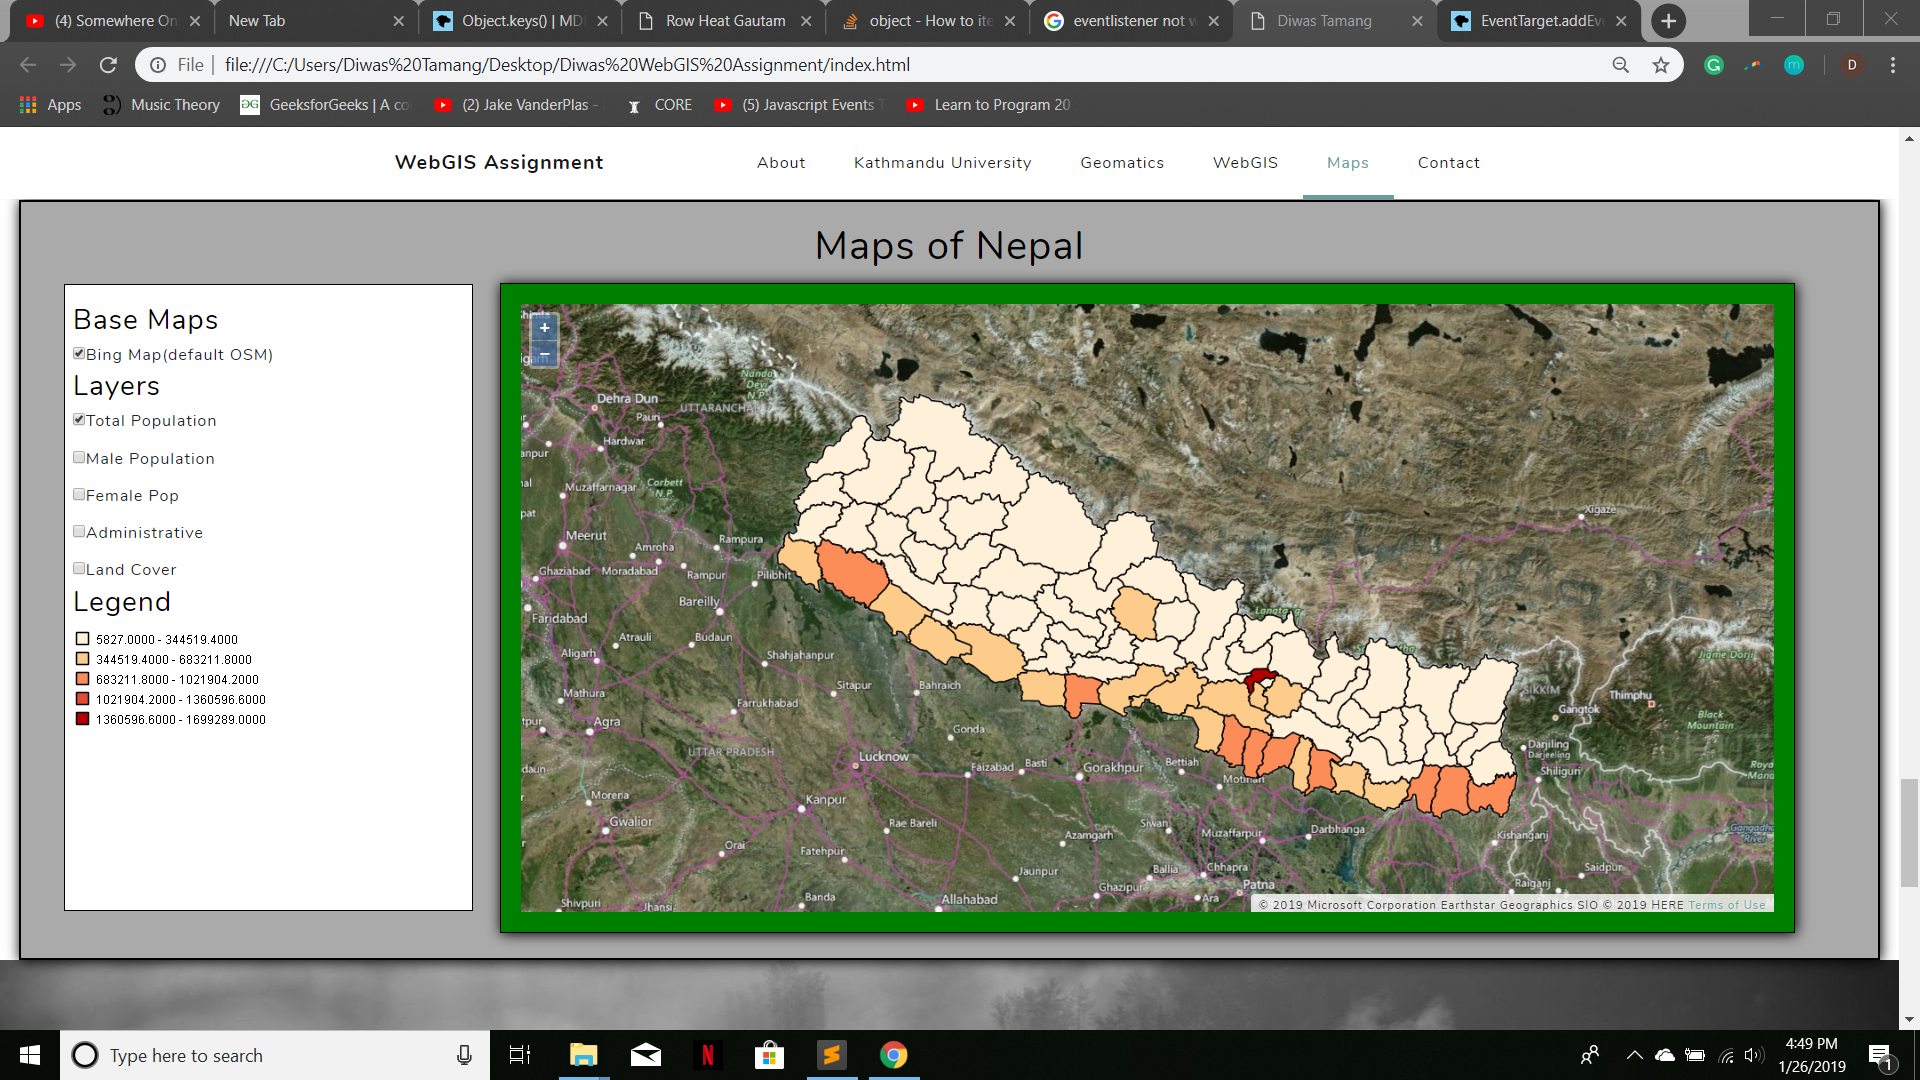 (4) Somewhere On
New Tab
Object.keys() | MD
Row Heat Gautam
object - How to ite
eventlistener not w
Diwas Tamang
EventTarget.addEv
File
file:///C:/Users/Diwas%20Tamang/Desktop/Diwas%20WebGIS%20Assignment/index.html
D
Apps
Music Theory
GeeksforGeeks | A co
(2) Jake VanderPlas -
CORE
(5) Javascript Events T
Learn to Program 20
WebGIS Assignment
About
Kathmandu University
Geomatics
WebGIS
Maps
Contact
Maps of Nepal
Base Maps
Bing Map(default OSM)
Layers
Total Population
Male Population
Female Pop
Administrative
Land Cover
Legend
5827.0000 - 344519.4000
344519.4000 - 683211.8000
683211.8000 - 1021904.2000
1021904.2000 - 1360596.6000
1360596.6000 - 1699289.0000
+
−
Nanda
Devi
N.P.
Dehra Dun
UTTARANCHA
Pauri
Hardwar
anpur
Corbett
N.P.
Muzaffarnagar
pat
Meerut
Amroha
Rampura
Ghaziabad
Moradabad
Rampur
Pilibhit
Bareilly
Faridabad
Atrauli
Budaun
Aligarh
Shahjahanpur
Mathura
Sitapur
Bahraich
Farrukhabad
Agra
UTTAR PRADESH
Gonda
Lucknow
Faizabad
Basti
Gorakhpur
Bettiah
daun
Morena
Kanpur
Gwalior
Rae Bareli
Siwan
Muzaffarpur
Darbhanga
Azamgarh
Orai
Fatehpur
Jaunpur
Ballia
Chhapra
Ghazipur
Patna
Ara
Shivpuri
Jhansi
Banda
Allahabad
Xigaze
Langtang
Jigme Dorji
SIKKIM
Thimphu
Gangtok
Black
Mountain
Darjiling
Darjeeling
Shiliguri
Kishanganj
Saidpur
Raiganj
© 2019 Microsoft Corporation Earthstar Geographics SIO © 2019 HERE Terms of Use
Type here to search
4:49 PM
1/26/2019
1